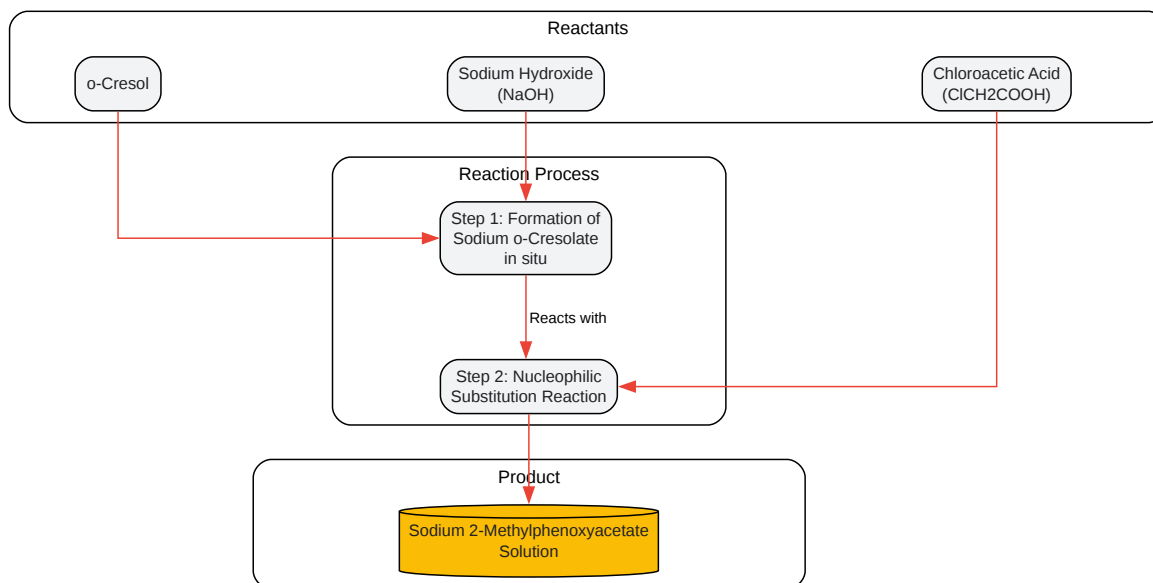 Reactants
o-Cresol
Sodium Hydroxide
(NaOH)
Chloroacetic Acid
(ClCH2COOH)
Reaction Process
Step 1: Formation of
Sodium o-Cresolate
in situ
Reacts with
Step 2: Nucleophilic
Substitution Reaction
Product
Sodium 2-Methylphenoxyacetate
Solution